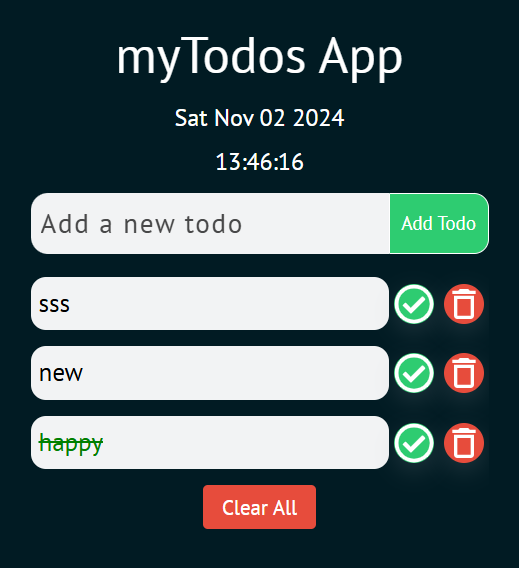 myTodos App
Sat Nov 02 2024
13:46:16
Add a new todo
Add Todo
sss
new
happy
Clear All